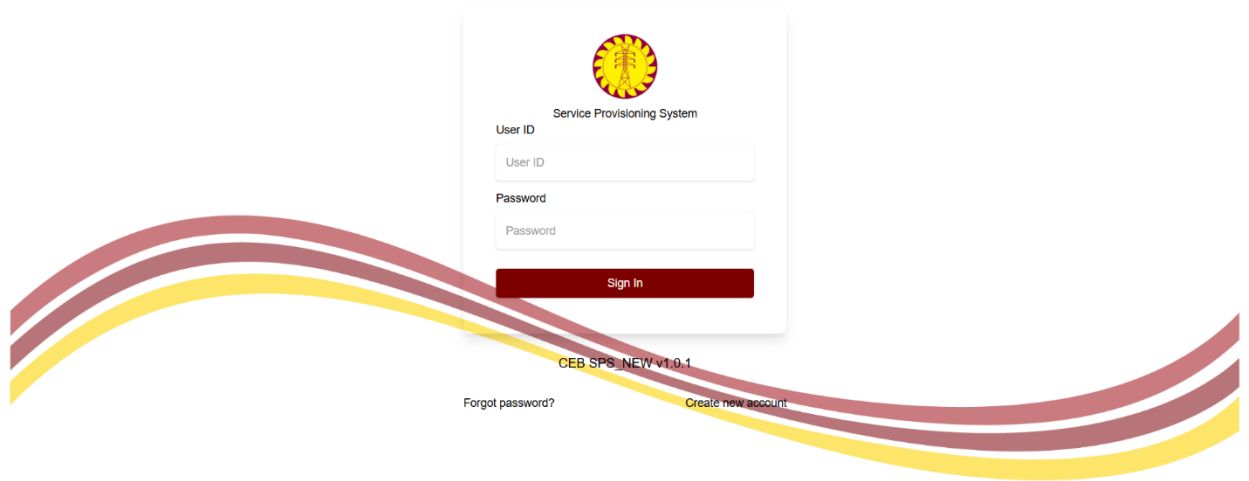 Service Provisioning System
User ID
User ID
Password
Password
Sign In
CEB SPS_NEW v1.0.1
Forgot password? Create new account